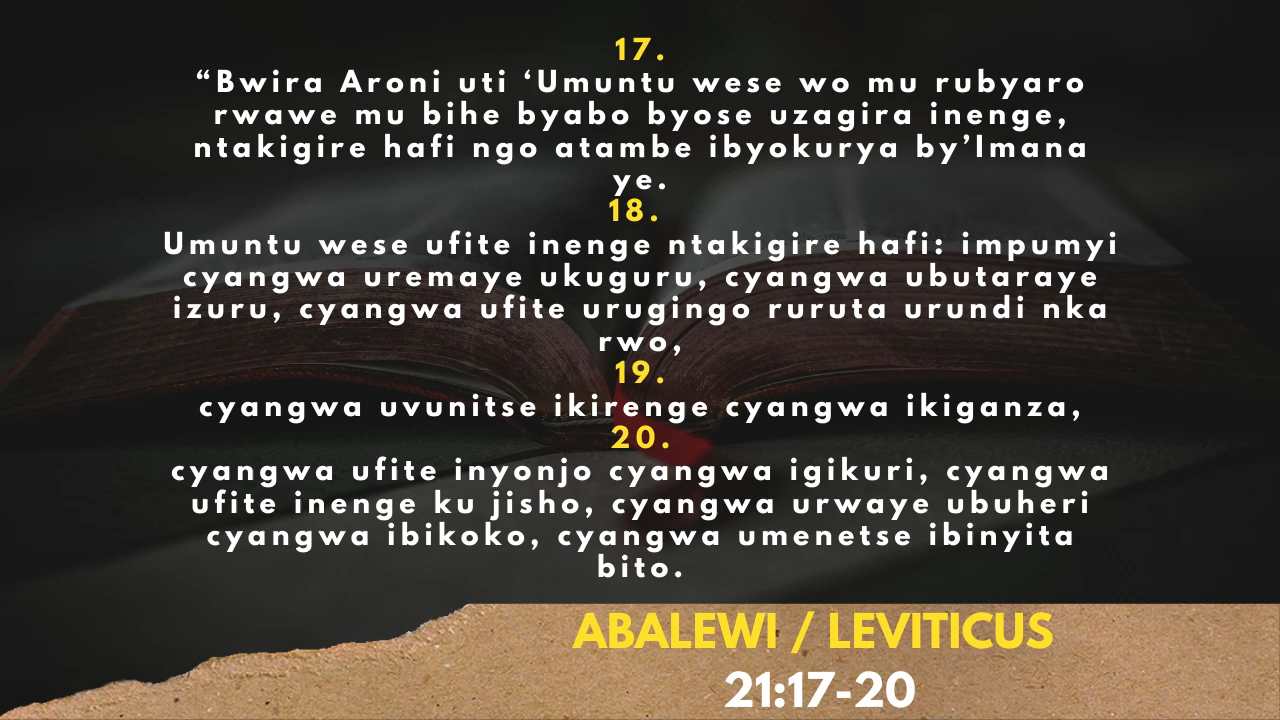 17.
“Bwira Aroni uti ‘Umuntu wese wo mu rubyaro
rwawe mu bihe byabo byose uzagira inenge,
ntakigire hafi ngo atambe ibyokurya by’Imana
ye.
18.
Umuntu wese ufite inenge ntakigire hafi: impumyi
cyangwa uremaye ukuguru, cyangwa ubutaraye
izuru, cyangwa ufite urugingo ruruta urundi nka
rwo,
19.
cyangwa uvunitse ikirenge cyangwa ikiganza,
20.
cyangwa ufite inyonjo cyangwa igikuri, cyangwa
ufite inenge ku jisho, cyangwa urwaye ubuheri
cyangwa ibikoko, cyangwa umenetse ibinyita
bito.
ABALEWI / LEVITICUS
21:17-20